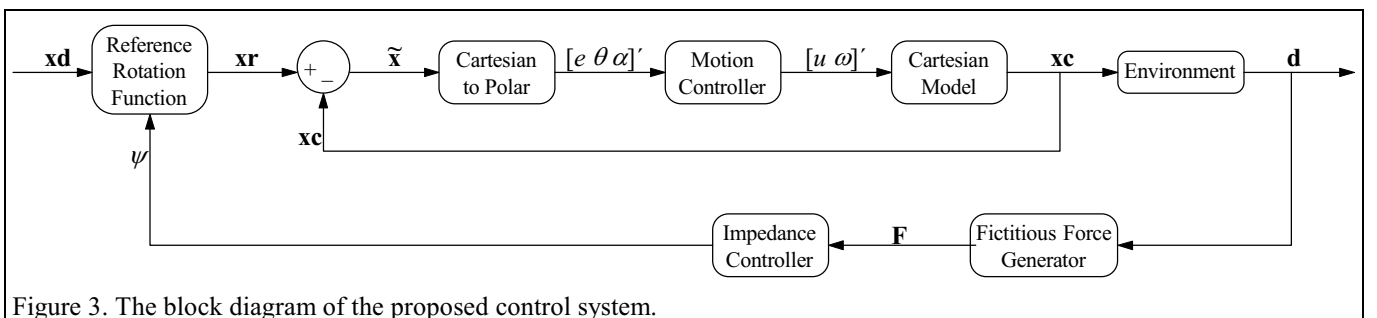 xd
Reference
Rotation
Function
xr
+
−
x̃
Cartesian
to Polar
[e θ α]′
Motion
Controller
[u ω]′
Cartesian
Model
xc
Environment
d
xc
ψ
Impedance
Controller
F
Fictitious Force
Generator
Figure 3. The block diagram of the proposed control system.